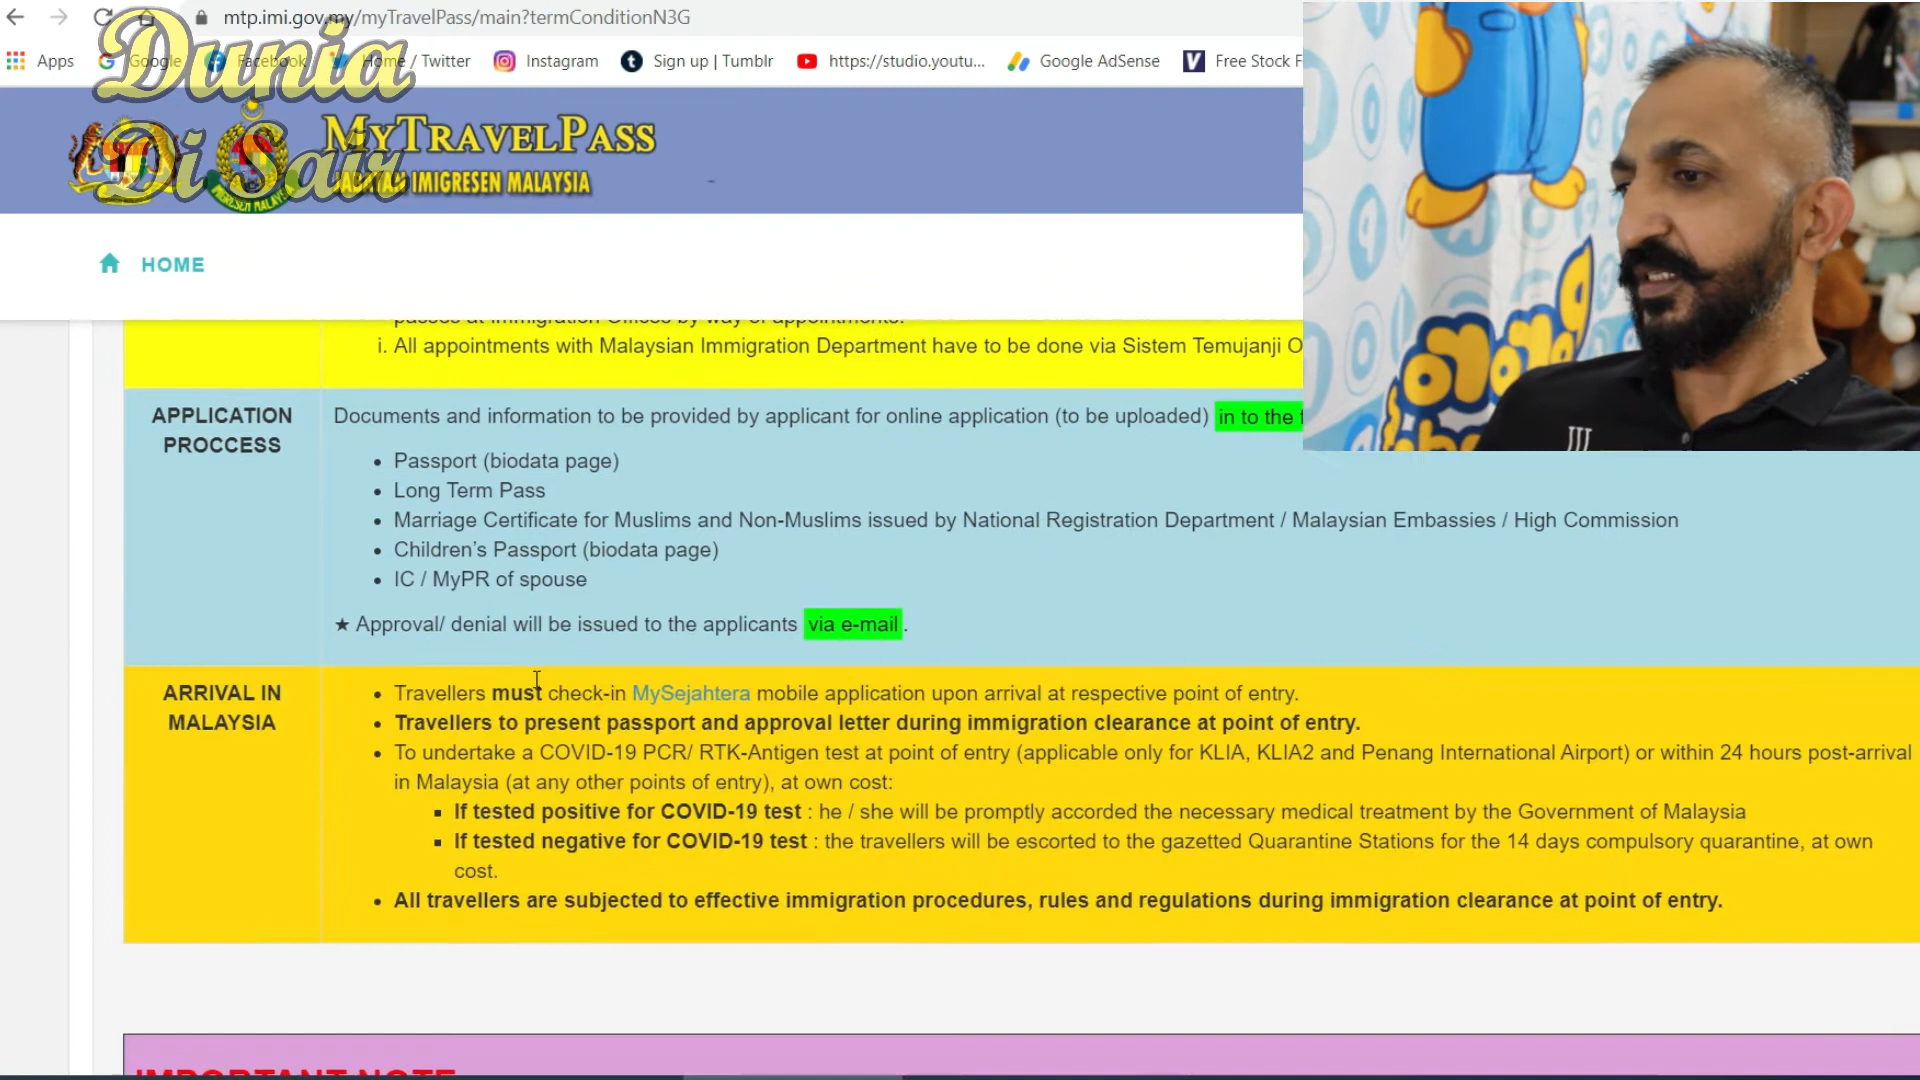 mtp.imi.gov.my/myTravelPass/main?termConditionN3G
Apps
Google
Facebook
Home / Twitter
Instagram
Sign up | Tumblr
https://studio.youtu...
Google AdSense
Free Stock F
Dunia
Di Sair
MYTRAVELPASS
IMIGRESEN MALAYSIA
HOME
passes at Immigration Offices by way of appointments.
i. All appointments with Malaysian Immigration Department have to be done via Sistem Temujanji O
APPLICATION
PROCCESS
Documents and information to be provided by applicant for online application (to be uploaded) in to the
• Passport (biodata page)
• Long Term Pass
• Marriage Certificate for Muslims and Non-Muslims issued by National Registration Department / Malaysian Embassies / High Commission
• Children's Passport (biodata page)
• IC / MyPR of spouse
★ Approval/ denial will be issued to the applicants via e-mail.
ARRIVAL IN
MALAYSIA
• Travellers must check-in MySejahtera mobile application upon arrival at respective point of entry.
• Travellers to present passport and approval letter during immigration clearance at point of entry.
• To undertake a COVID-19 PCR/ RTK-Antigen test at point of entry (applicable only for KLIA, KLIA2 and Penang International Airport) or within 24 hours post-arrival
in Malaysia (at any other points of entry), at own cost:
▪ If tested positive for COVID-19 test : he / she will be promptly accorded the necessary medical treatment by the Government of Malaysia
▪ If tested negative for COVID-19 test : the travellers will be escorted to the gazetted Quarantine Stations for the 14 days compulsory quarantine, at own
cost.
• All travellers are subjected to effective immigration procedures, rules and regulations during immigration clearance at point of entry.
IMPORTANT NOTE